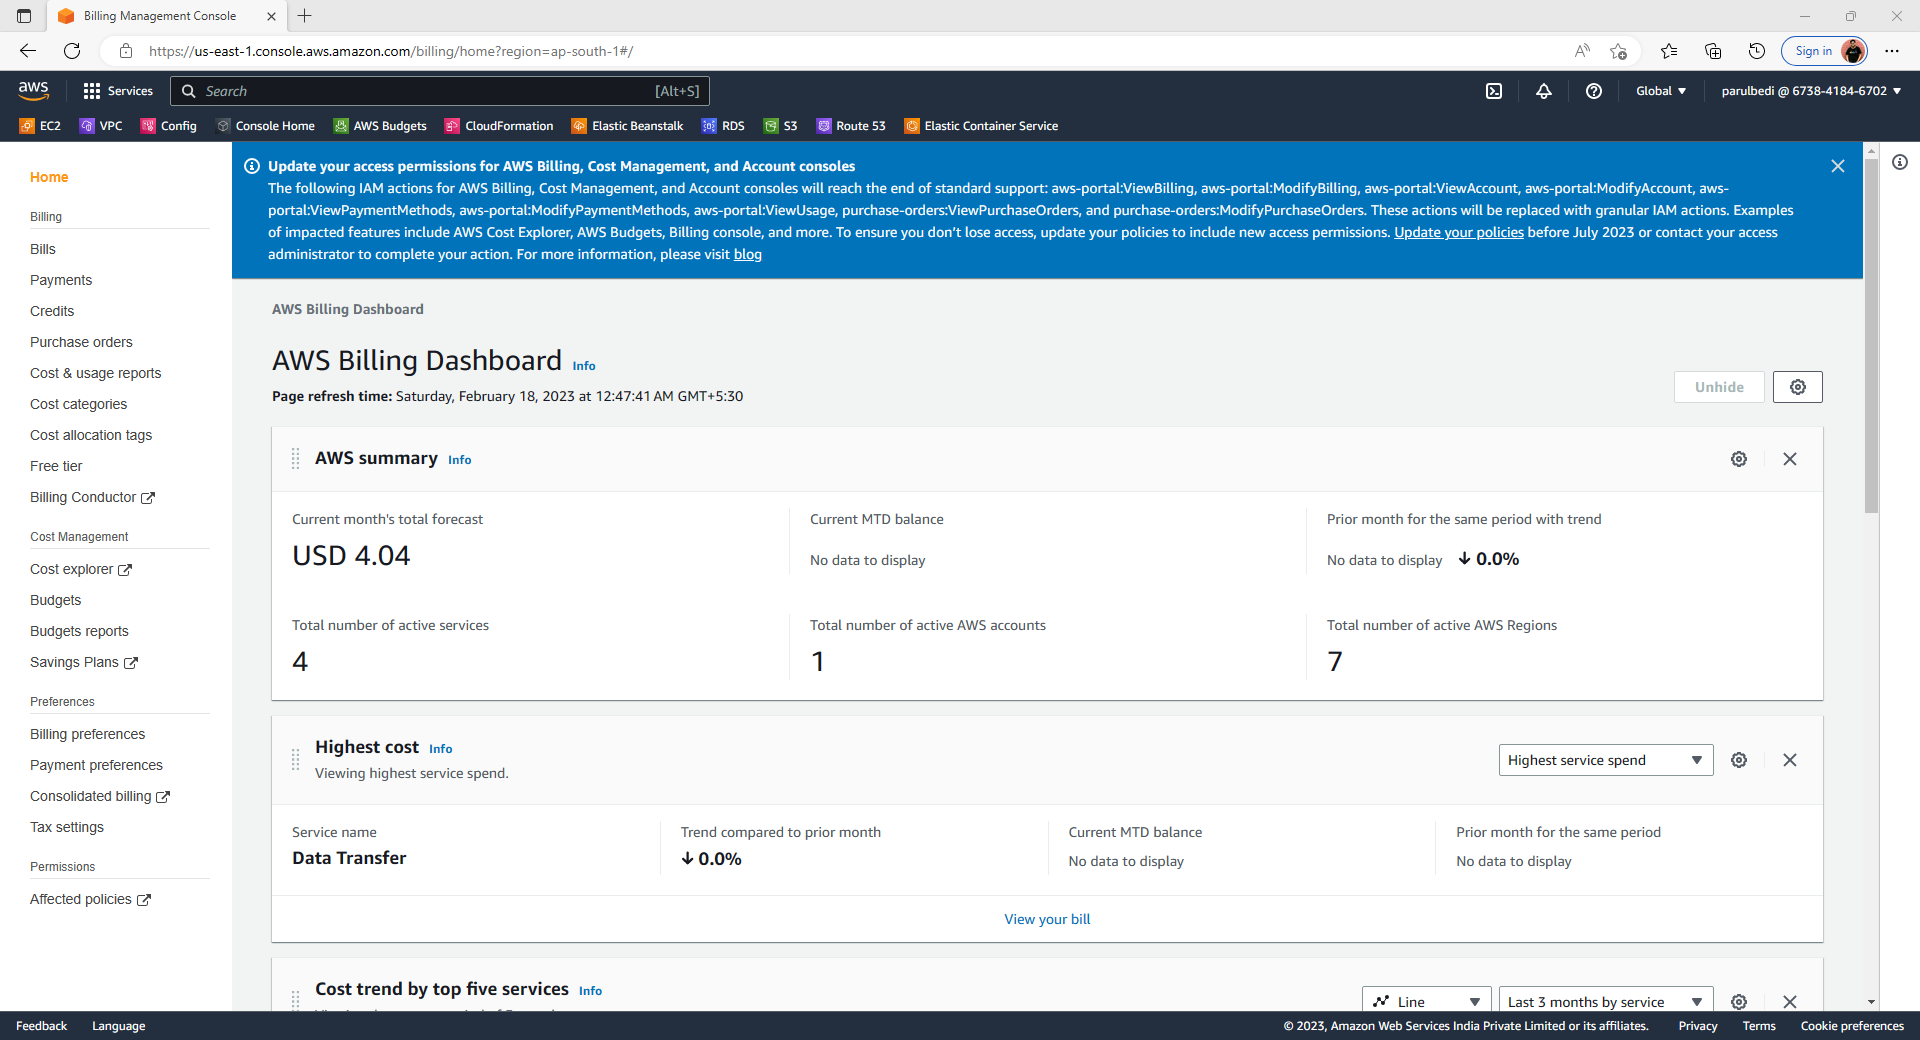 Billing Management Console
https://us-east-1.console.aws.amazon.com/billing/home?region=ap-south-1#/
Sign in
aws
Services
Search
[Alt+S]
Global
parulbedi @ 6738-4184-6702
EC2
VPC
Config
Console Home
AWS Budgets
CloudFormation
Elastic Beanstalk
RDS
S3
Route 53
Elastic Container Service
Home
Billing
Bills
Payments
Credits
Purchase orders
Cost & usage reports
Cost categories
Cost allocation tags
Free tier
Billing Conductor
Cost Management
Cost explorer
Budgets
Budgets reports
Savings Plans
Preferences
Billing preferences
Payment preferences
Consolidated billing
Tax settings
Permissions
Affected policies
Update your access permissions for AWS Billing, Cost Management, and Account consoles
The following IAM actions for AWS Billing, Cost Management, and Account consoles will reach the end of standard support: aws-portal:ViewBilling, aws-portal:ModifyBilling, aws-portal:ViewAccount, aws-portal:ModifyAccount, aws-
portal:ViewPaymentMethods, aws-portal:ModifyPaymentMethods, aws-portal:ViewUsage, purchase-orders:ViewPurchaseOrders, and purchase-orders:ModifyPurchaseOrders. These actions will be replaced with granular IAM actions. Examples
of impacted features include AWS Cost Explorer, AWS Budgets, Billing console, and more. To ensure you don't lose access, update your policies to include new access permissions. Update your policies before July 2023 or contact your access
administrator to complete your action. For more information, please visit blog
AWS Billing Dashboard
AWS Billing Dashboard Info
Page refresh time: Saturday, February 18, 2023 at 12:47:41 AM GMT+5:30
Unhide
AWS summary Info
Current month's total forecast
USD 4.04
Current MTD balance
No data to display
Prior month for the same period with trend
No data to display 0.0%
Total number of active services
4
Total number of active AWS accounts
1
Total number of active AWS Regions
7
Highest cost Info
Viewing highest service spend.
Highest service spend
Service name
Data Transfer
Trend compared to prior month
0.0%
Current MTD balance
No data to display
Prior month for the same period
No data to display
View your bill
Cost trend by top five services Info
Line
Last 3 months by service
Feedback
Language
© 2023, Amazon Web Services India Private Limited or its affiliates.
Privacy
Terms
Cookie preferences